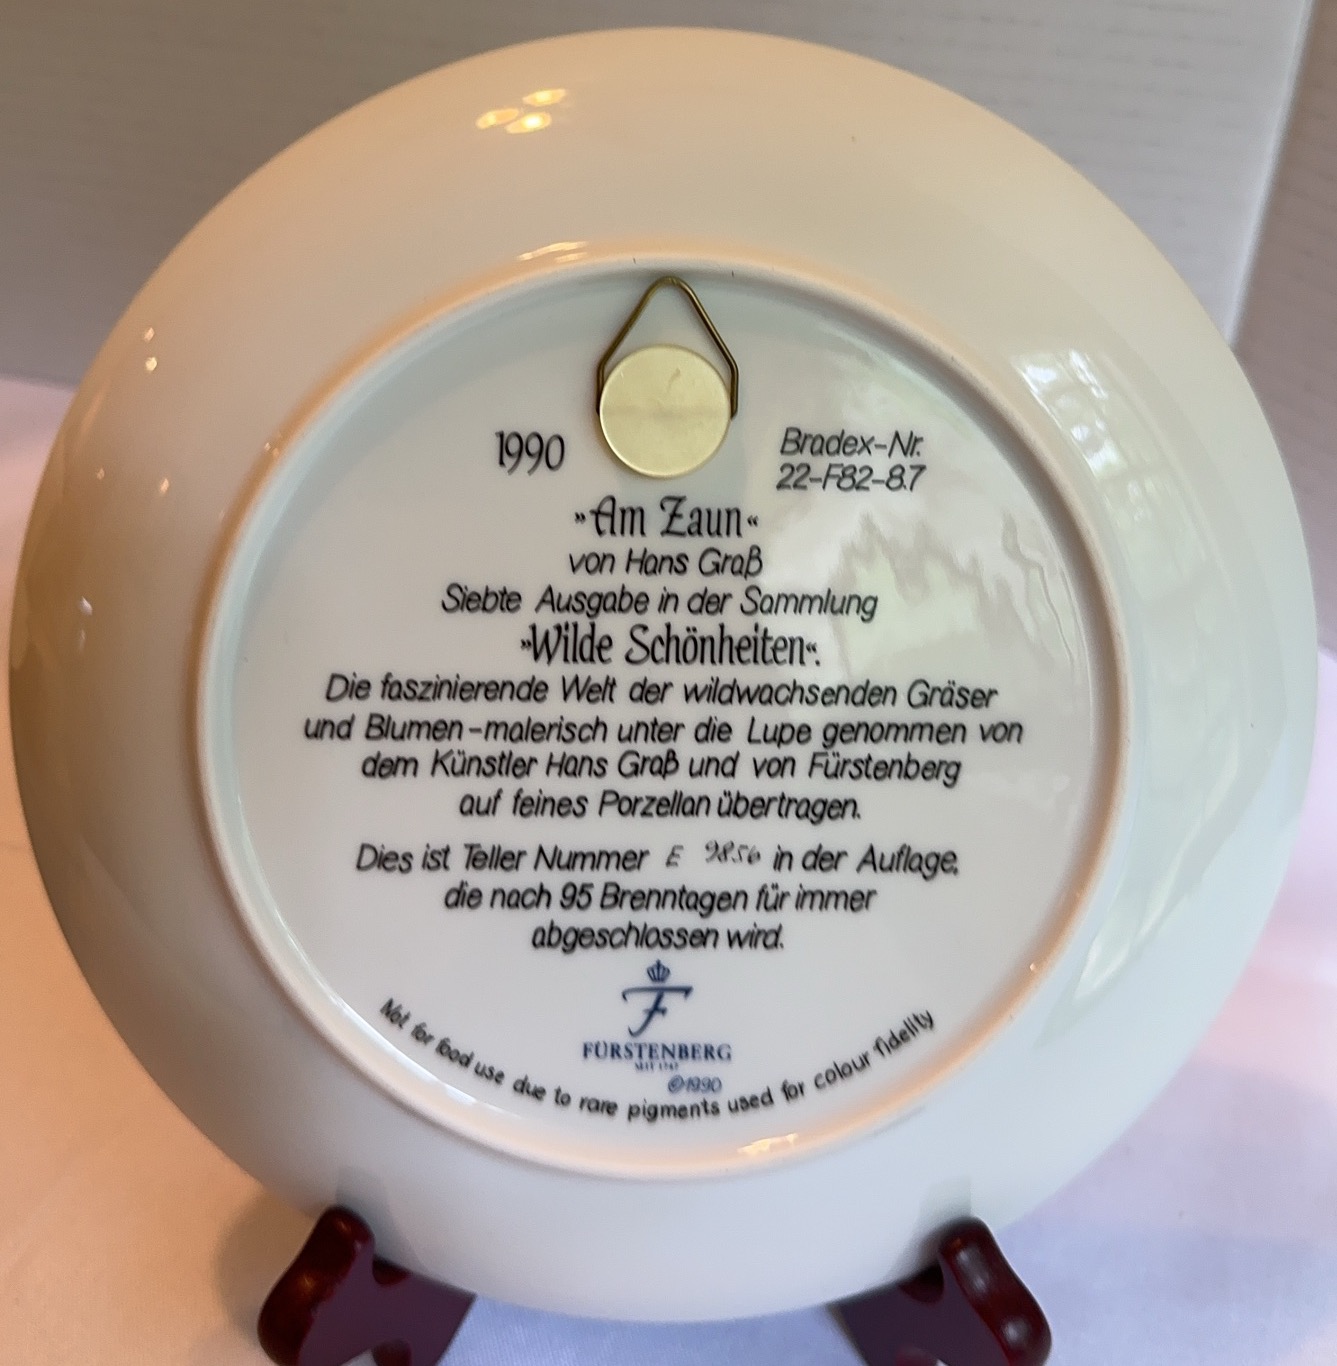 1990
Bradex-Nr.
22-F82-8.7
»Am Zaun«
von Hans Graß
Siebte Ausgabe in der Sammlung
»Wilde Schönheiten«.
Die faszinierende Welt der wildwachsenden Gräser
und Blumen-malerisch unter die Lupe genommen von
dem Künstler Hans Graß und von Fürstenberg
auf feines Porzellan übertragen.
Dies ist Teller Nummer E 9856 in der Auflage,
die nach 95 Brenntagen für immer
abgeschlossen wird.
F
FÜRSTENBERG
SEIT 1747
©1990
Not for food use due to rare pigments used for colour fidelity